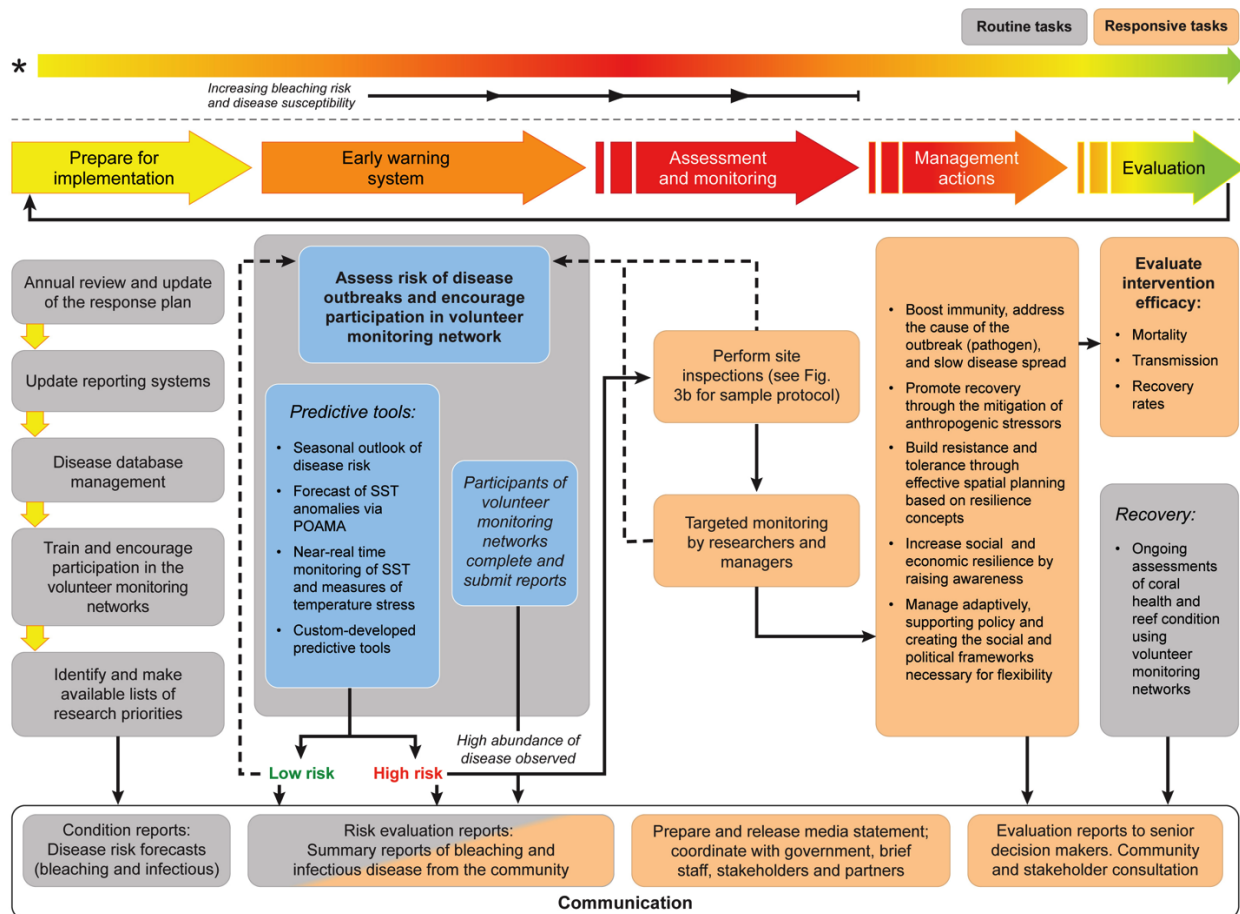 Routine tasks
Responsive tasks
*
Increasing bleaching risk
and disease susceptibility
Prepare for
implementation
Early warning
system
Assessment
and monitoring
Management
actions
Evaluation
Annual review and update
of the response plan
Update reporting systems
Disease database
management
Train and encourage
participation in the
volunteer monitoring
networks
Identify and make
available lists of
research priorities
Assess risk of disease
outbreaks and encourage
participation in volunteer
monitoring network
Predictive tools:
• Seasonal outlook of
disease risk
• Forecast of SST
anomalies via
POAMA
• Near-real time
monitoring of SST
and measures of
temperature stress
• Custom-developed
predictive tools
Participants of
volunteer
monitoring
networks
complete and
submit reports
Low risk
High risk
High abundance of
disease observed
Perform site
inspections (see Fig.
3b for sample protocol)
Targeted monitoring
by researchers and
managers
• Boost immunity, address
the cause of the
outbreak (pathogen),
and slow disease spread
• Promote recovery
through the mitigation of
anthropogenic stressors
• Build resistance and
tolerance through
effective spatial planning
based on resilience
concepts
• Increase social and
economic resilience by
raising awareness
• Manage adaptively,
supporting policy and
creating the social and
political frameworks
necessary for flexibility
Evaluate
intervention
efficacy:
• Mortality
• Transmission
• Recovery
rates
Recovery:
• Ongoing
assessments
of coral
health and
reef condition
using
volunteer
monitoring
networks
Condition reports:
Disease risk forecasts
(bleaching and infectious)
Risk evaluation reports:
Summary reports of bleaching and
infectious disease from the community
Prepare and release media statement;
coordinate with government, brief
staff, stakeholders and partners
Evaluation reports to senior
decision makers. Community
and stakeholder consultation
Communication